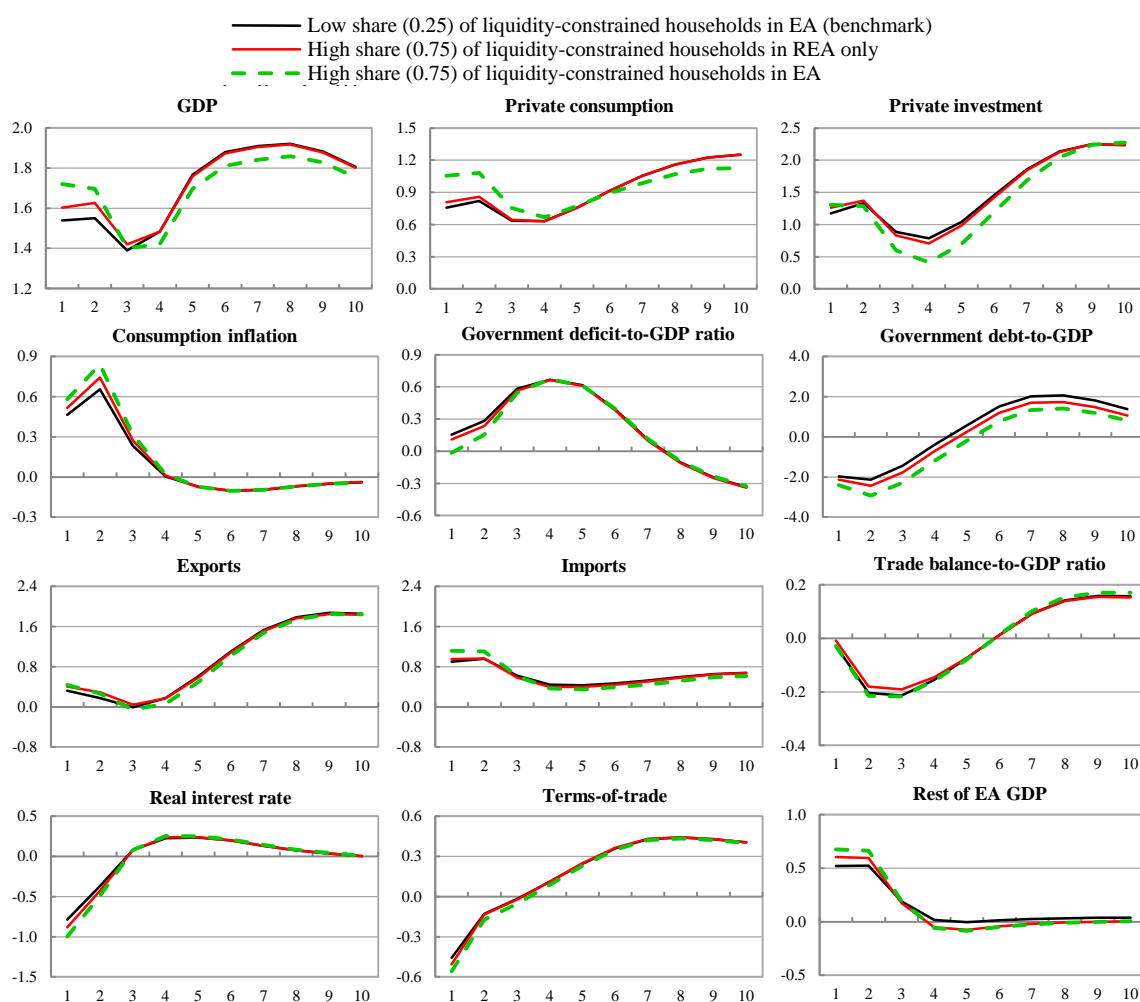 Low share (0.25) of liquidity-constrained households in EA (benchmark)
High share (0.75) of liquidity-constrained households in REA only
High share (0.75) of liquidity-constrained households in EA
GDP
2.0
1.8
1.6
1.4
1.2
1 2 3 4 5 6 7 8 9 10
Private consumption
1.5
1.2
0.9
0.6
0.3
0.0
1 2 3 4 5 6 7 8 9 10
Private investment
2.5
2.0
1.5
1.0
0.5
0.0
1 2 3 4 5 6 7 8 9 10
Consumption inflation
0.9
0.6
0.3
0.0
-0.3
1 2 3 4 5 6 7 8 9 10
Government deficit-to-GDP ratio
0.9
0.6
0.3
0.0
-0.3
-0.6
1 2 3 4 5 6 7 8 9 10
Government debt-to-GDP
4.0
2.0
0.0
-2.0
-4.0
1 2 3 4 5 6 7 8 9 10
Exports
2.4
1.6
0.8
0.0
-0.8
1 2 3 4 5 6 7 8 9 10
Imports
2.4
1.6
0.8
0.0
-0.8
1 2 3 4 5 6 7 8 9 10
Trade balance-to-GDP ratio
0.2
0.0
-0.2
-0.4
1 2 3 4 5 6 7 8 9 10
Real interest rate
0.5
0.0
-0.5
-1.0
-1.5
1 2 3 4 5 6 7 8 9 10
Terms-of-trade
0.6
0.3
0.0
-0.3
-0.6
1 2 3 4 5 6 7 8 9 10
Rest of EA GDP
1.0
0.5
0.0
-0.5
1 2 3 4 5 6 7 8 9 10